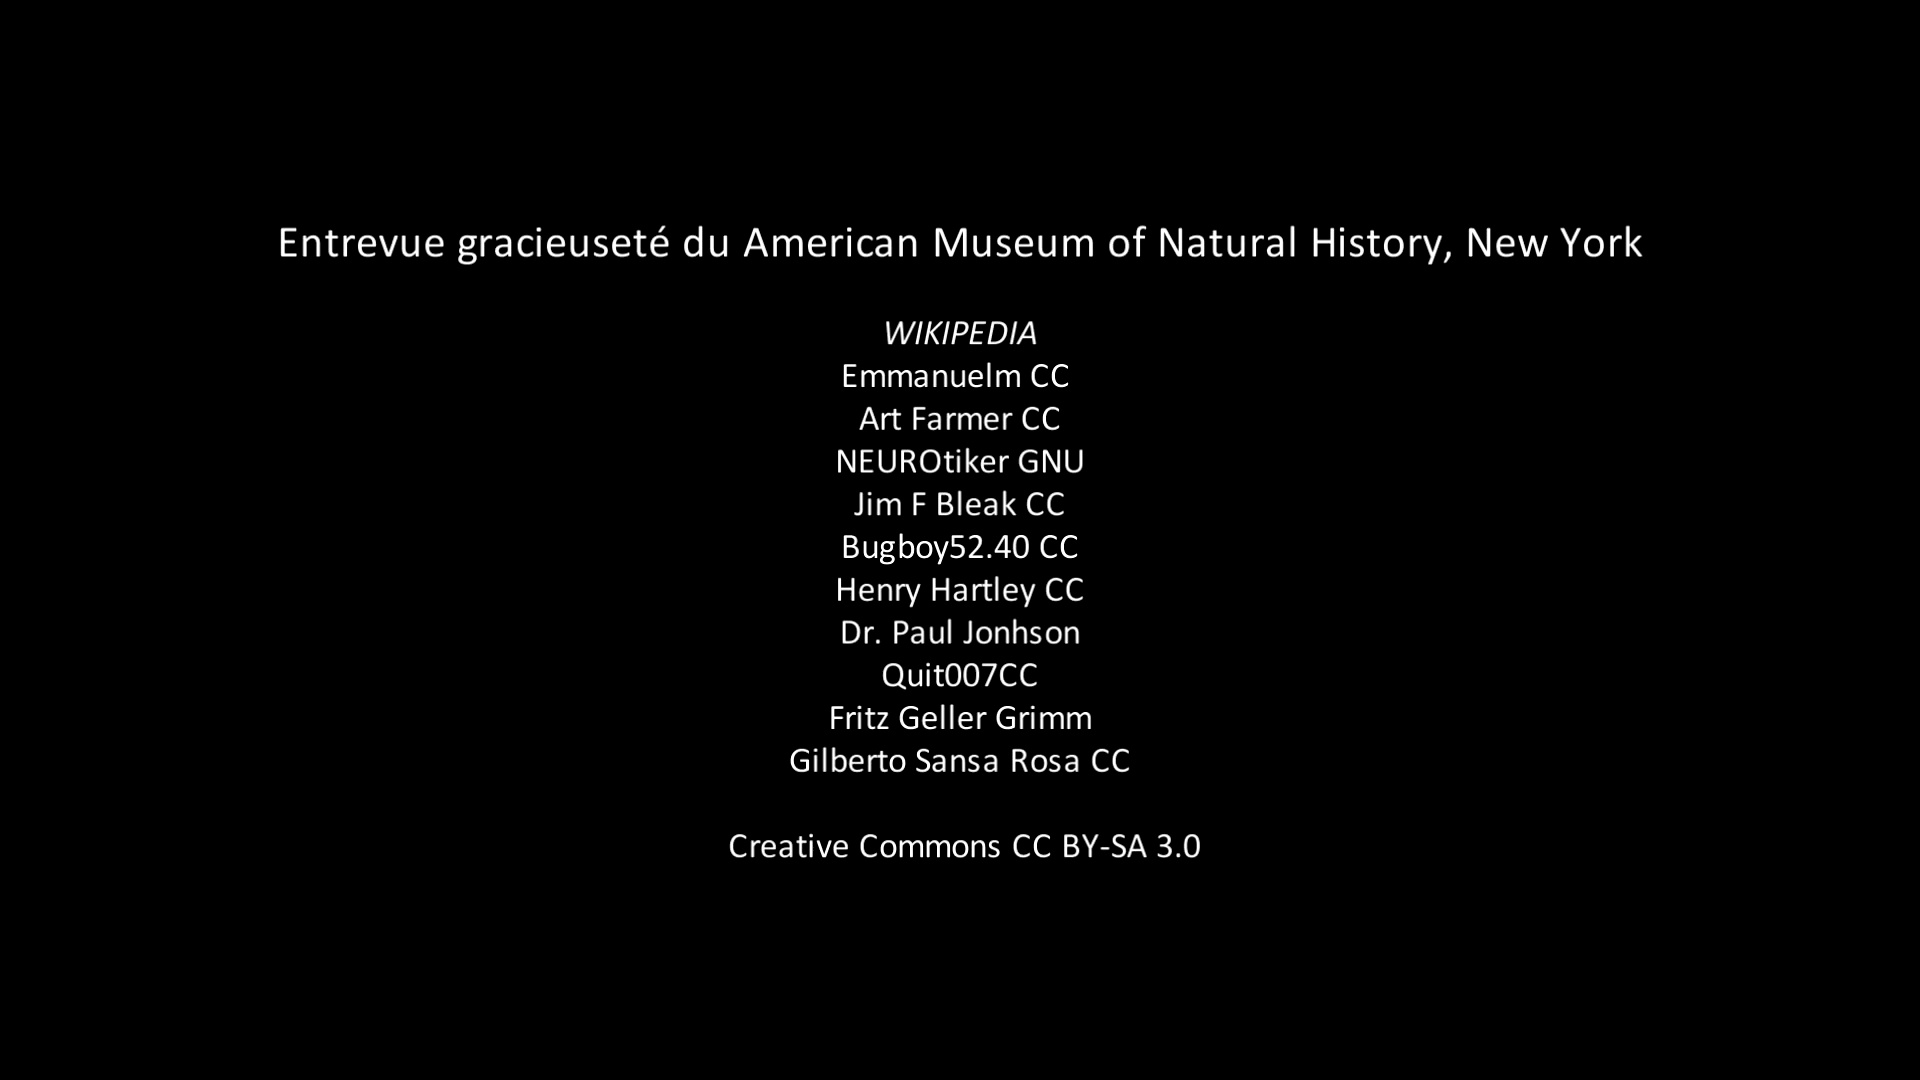 Entrevue gracieuseté du American Museum of Natural History, New York
WIKIPEDIA
Emmanuelm CC
Art Farmer CC
NEUROtiker GNU
Jim F Bleak CC
Bugboy52.40 CC
Henry Hartley CC
Dr. Paul Jonhson
Quit007CC
Fritz Geller Grimm
Gilberto Sansa Rosa CC
Creative Commons CC BY-SA 3.0